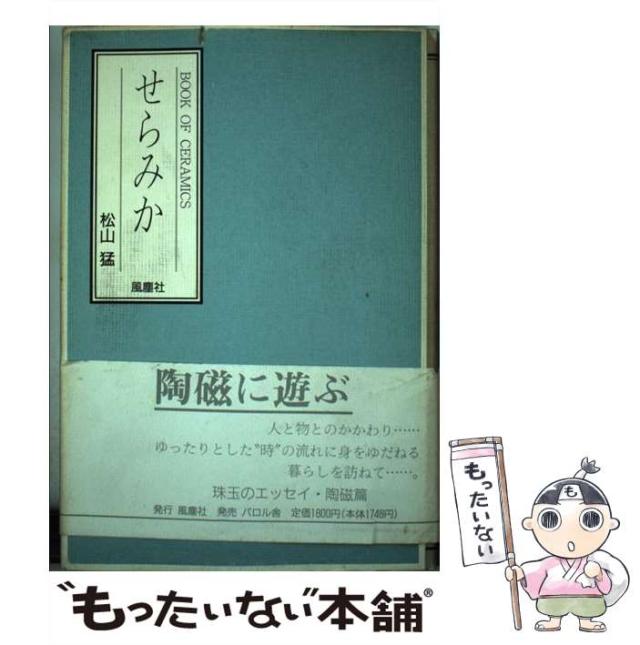 BOOK OF CERAMICS
せらみか
松山 猛
風塵社
陶磁に遊ぶ
人と物とのかかわり……
ゆったりとした〝時〟の流れに身をゆだねる
暮らしを訪ねて……。
珠玉のエッセイ・陶磁篇
発行 風塵社 発売 パロル舎 定価1800円(本体1748円)
も
もったいない
〝もったいない〟本舗®